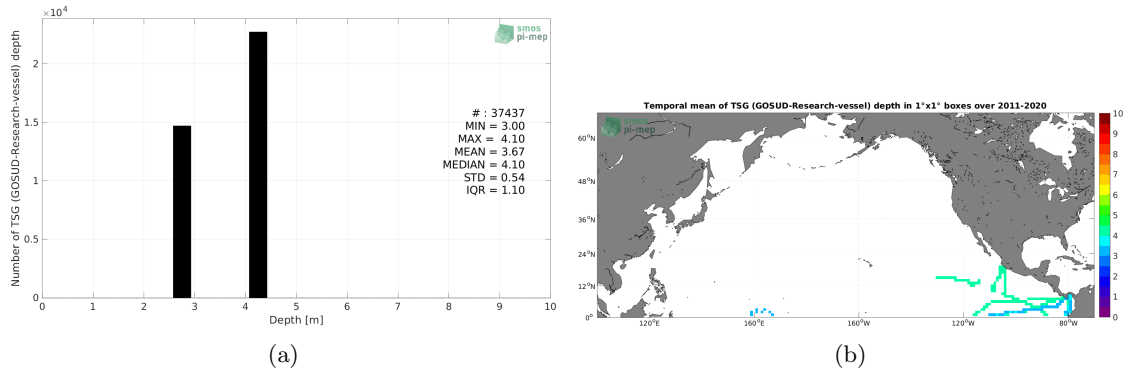 ×10⁴
smos
pi-mep
Number of TSG (GOSUD-Research-vessel) depth
2
1.5
1
0.5
0
# : 37437
MIN = 3.00
MAX = 4.10
MEAN = 3.67
MEDIAN = 4.10
STD = 0.54
IQR = 1.10
0 1 2 3 4 5 6 7 8 9 10
Depth [m]
(a)
Temporal mean of TSG (GOSUD-Research-vessel) depth in 1°x1° boxes over 2011-2020
smos
pi-mep
60°N
48°N
36°N
24°N
12°N
0°
120°E 160°E 160°W 120°W 80°W
10
9
8
7
6
5
4
3
2
1
0
(b)